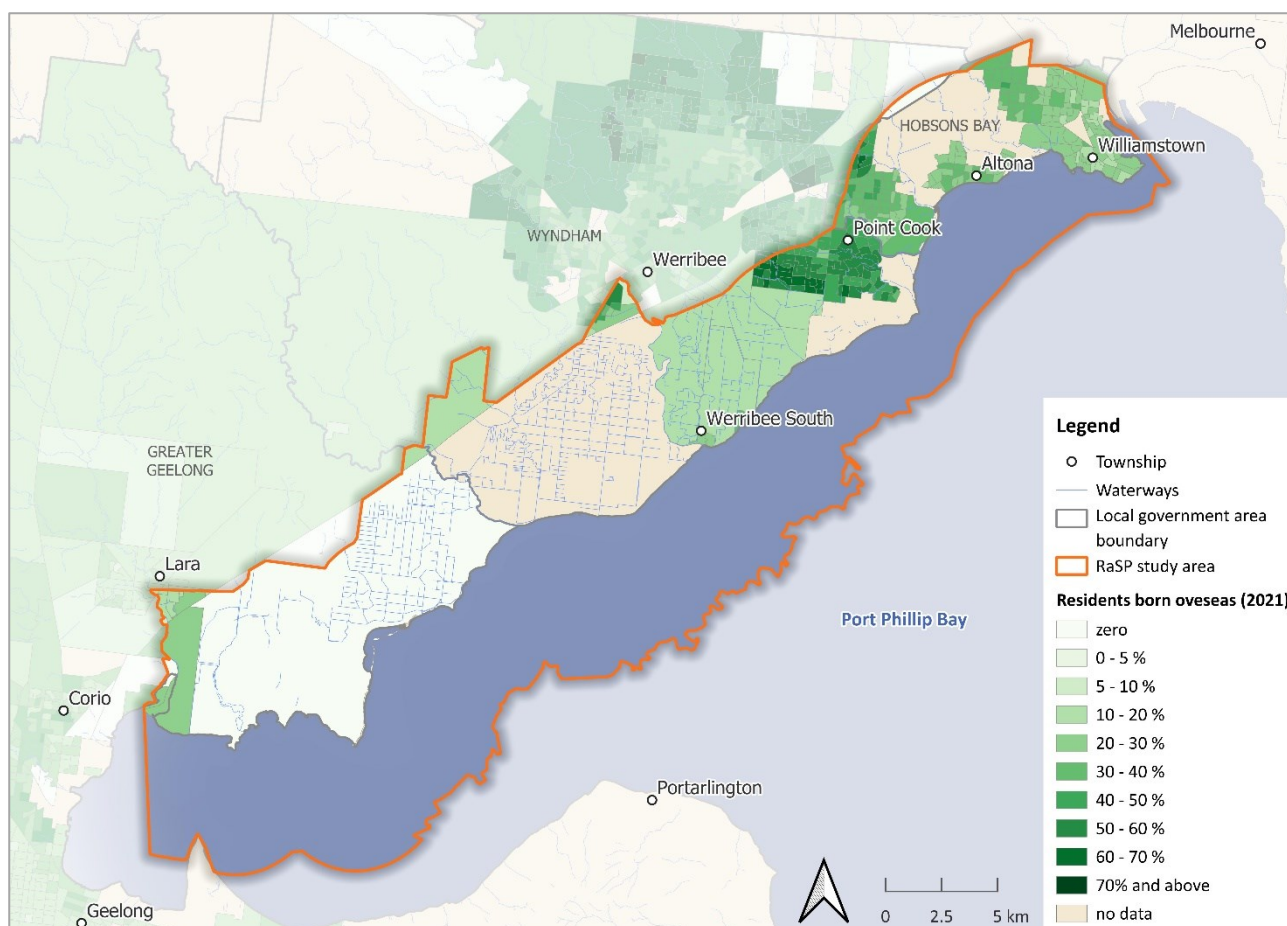 Melbourne
HOBSONS BAY
Williamstown
Altona
Point Cook
WYNDHAM
Werribee
Werribee South
GREATER
GEELONG
Lara
Corio
Port Phillip Bay
Portarlington
Geelong
0 2.5 5 km
Legend
Township
Waterways
Local government area
boundary
RaSP study area
Residents born oveseas (2021)
zero
0 - 5 %
5 - 10 %
10 - 20 %
20 - 30 %
30 - 40 %
40 - 50 %
50 - 60 %
60 - 70 %
70% and above
no data